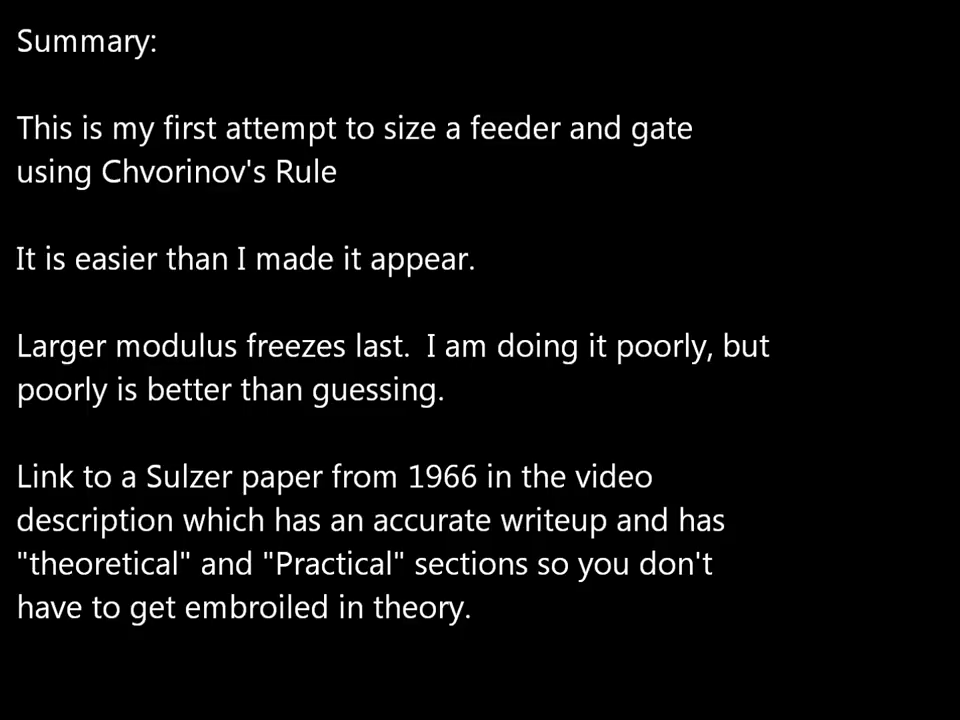 Summary:
This is my first attempt to size a feeder and gate
using Chvorinov's Rule
It is easier than I made it appear.
Larger modulus freezes last.  I am doing it poorly, but
poorly is better than guessing.
Link to a Sulzer paper from 1966 in the video
description which has an accurate writeup and has
"theoretical" and "Practical" sections so you don't
have to get embroiled in theory.